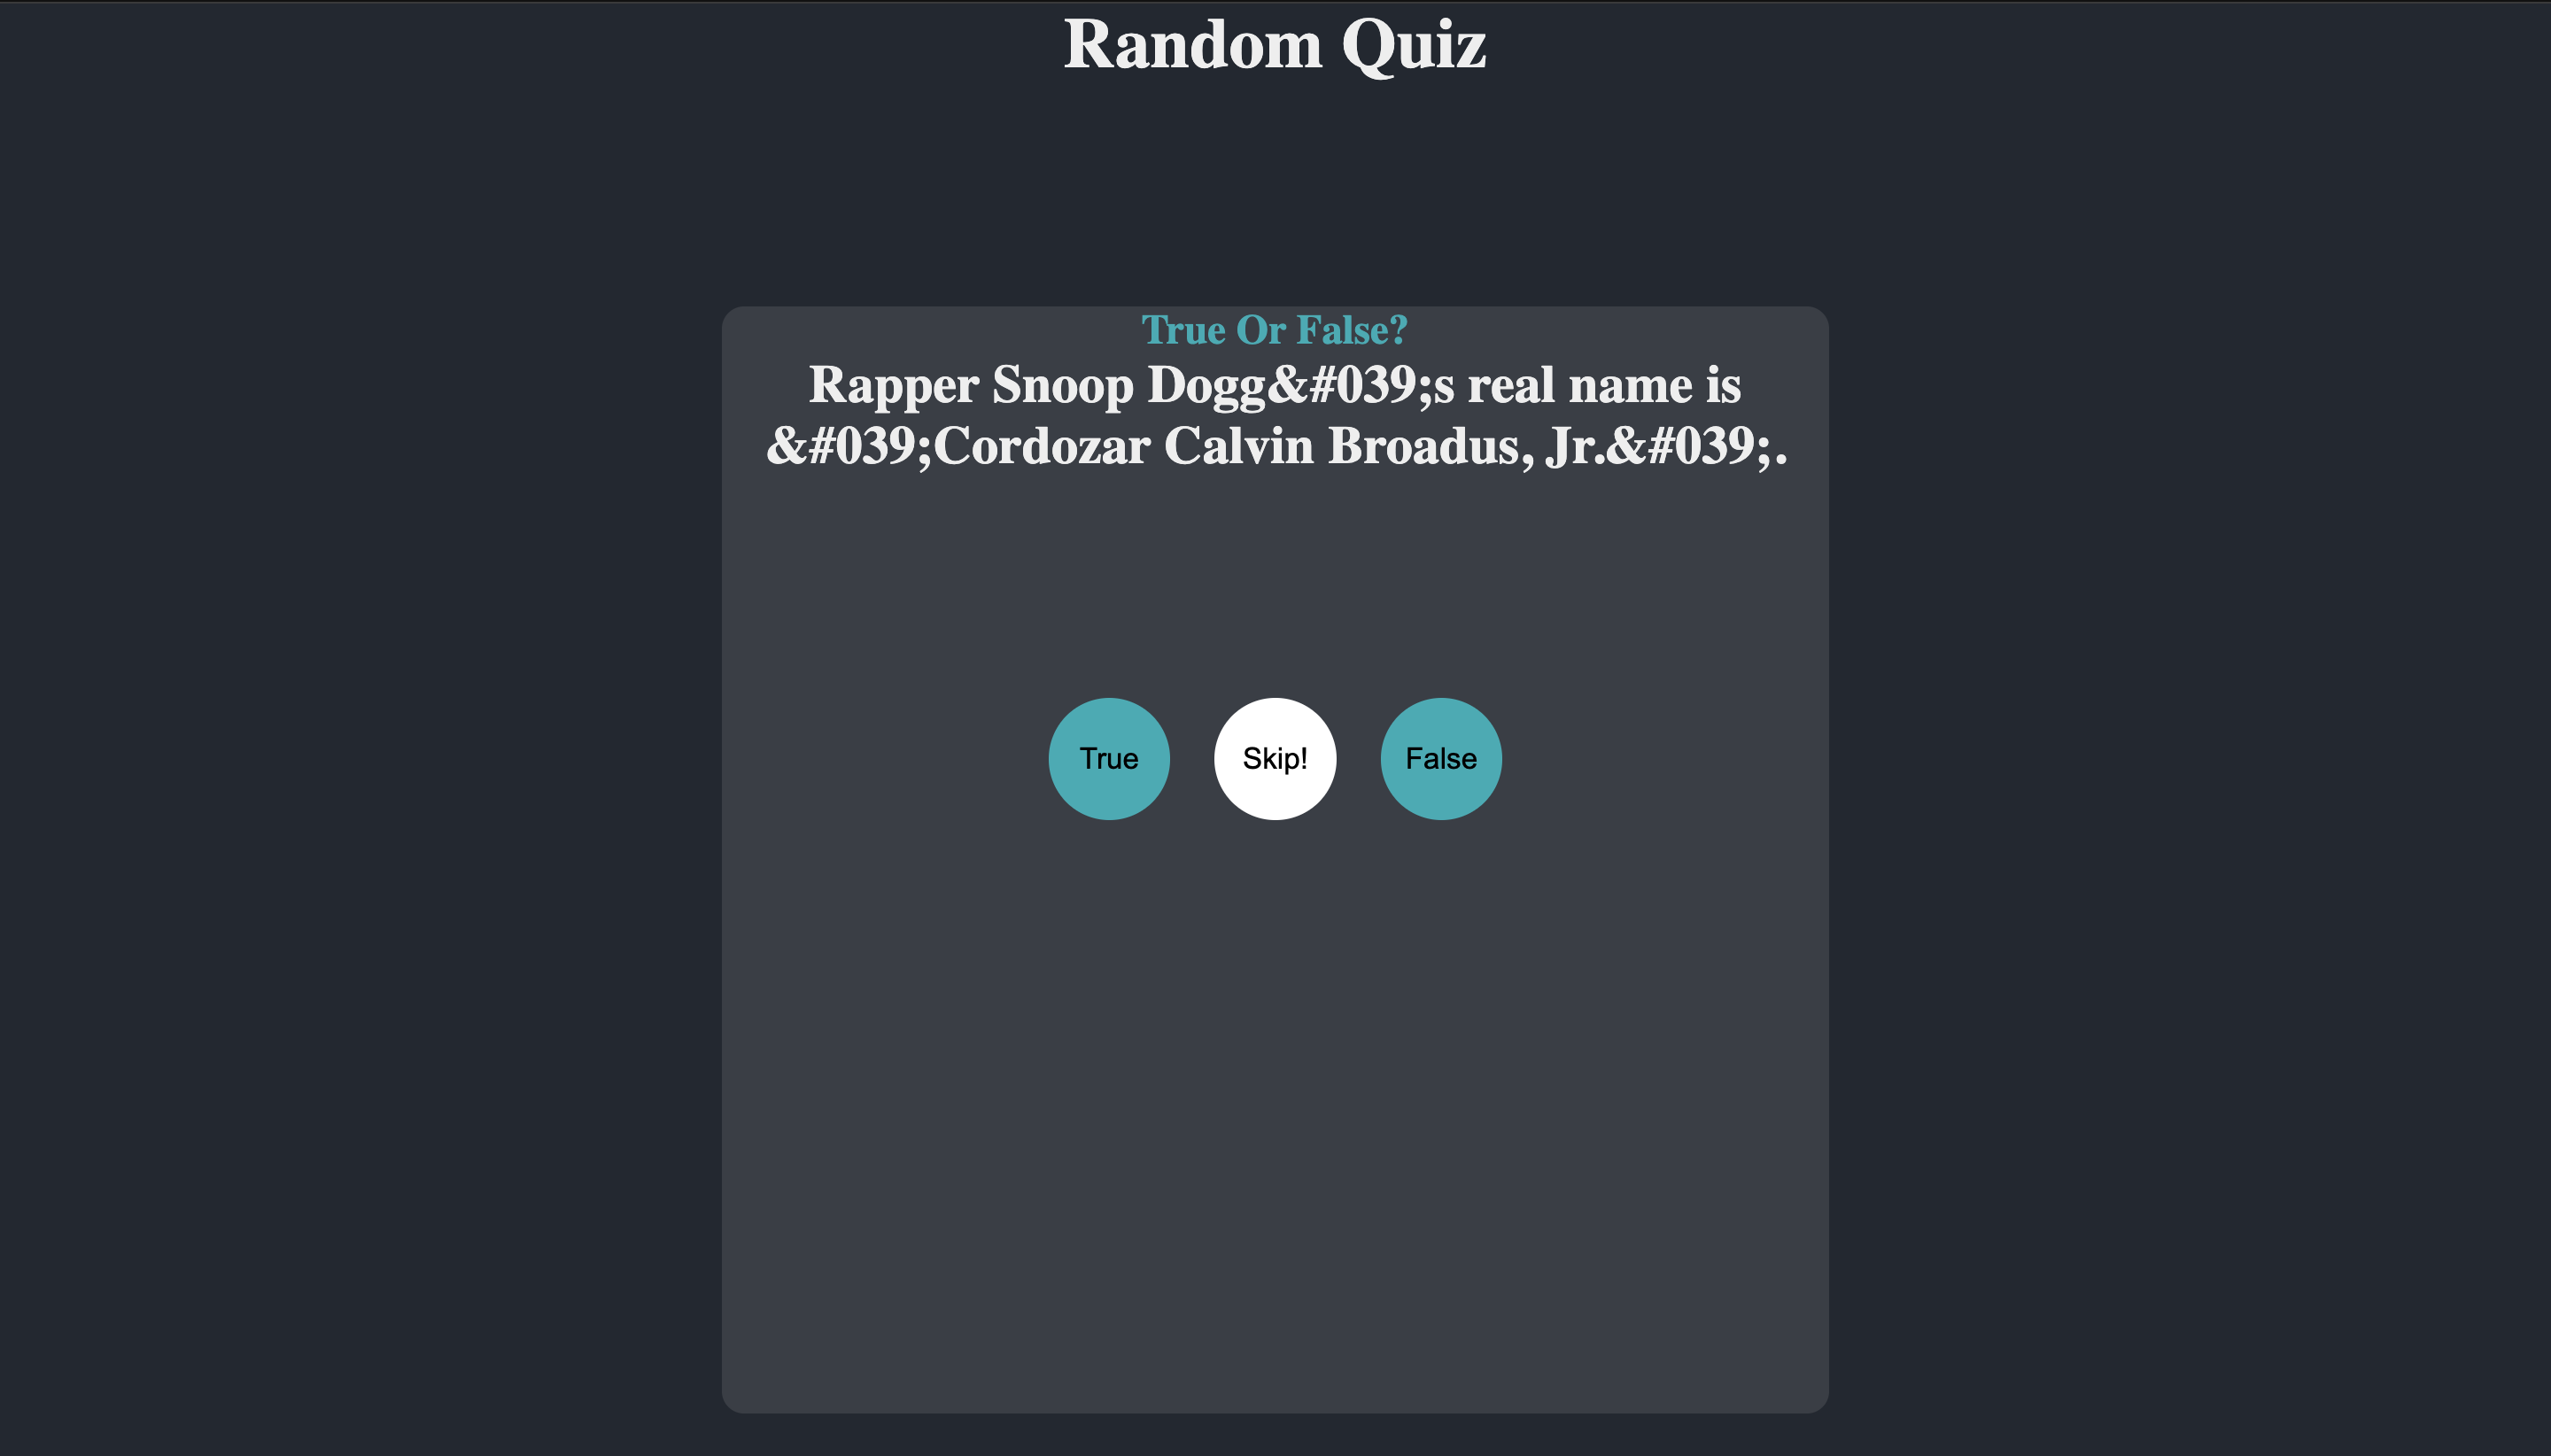 Random Quiz
True Or False?
Rapper Snoop Dogg&#039;s real name is
&#039;Cordozar Calvin Broadus, Jr.&#039;.
True
Skip!
False